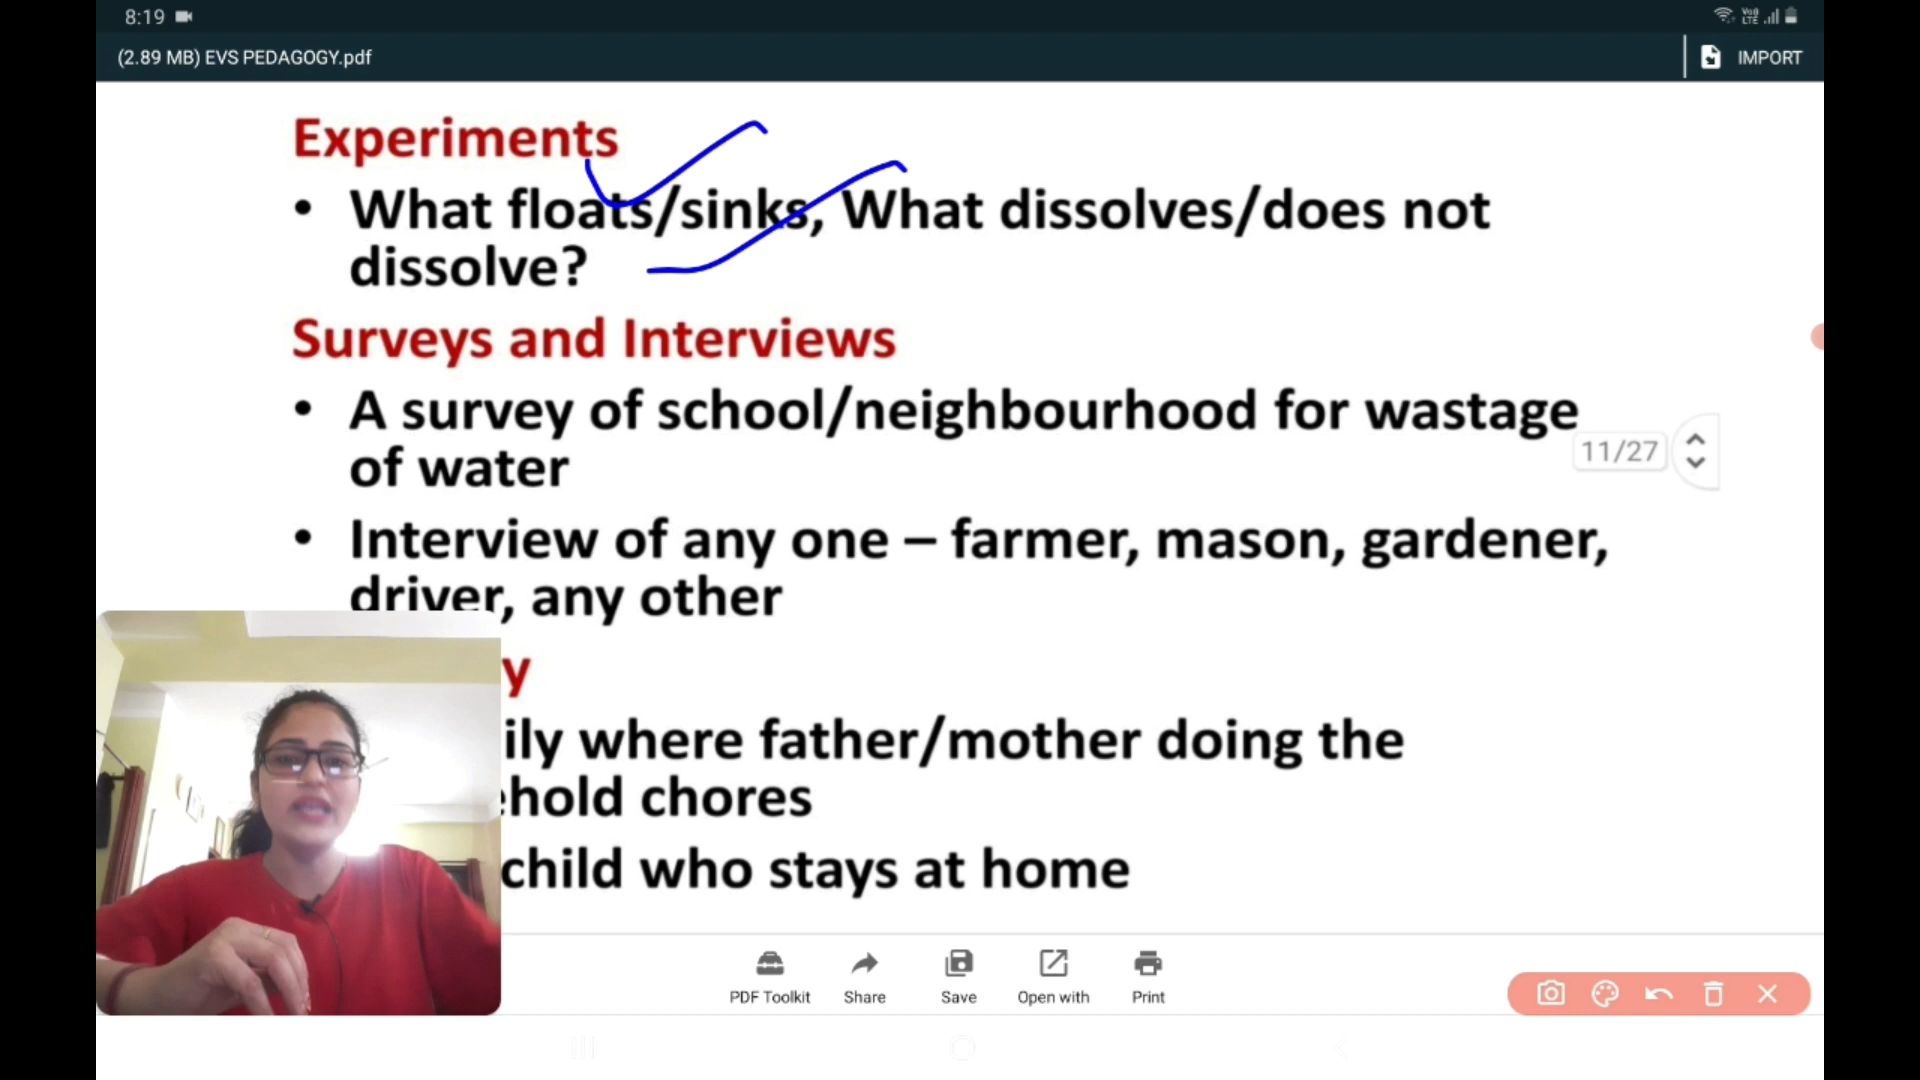 8:19
Vo))
LTE
(2.89 MB) EVS PEDAGOGY.pdf
IMPORT
Experiments
• What floats/sinks, What dissolves/does not
dissolve?
Surveys and Interviews
• A survey of school/neighbourhood for wastage
of water
11/27
• Interview of any one – farmer, mason, gardener,
driver, any other
y
ily where father/mother doing the
ehold chores
child who stays at home
PDF Toolkit
Share
Save
Open with
Print